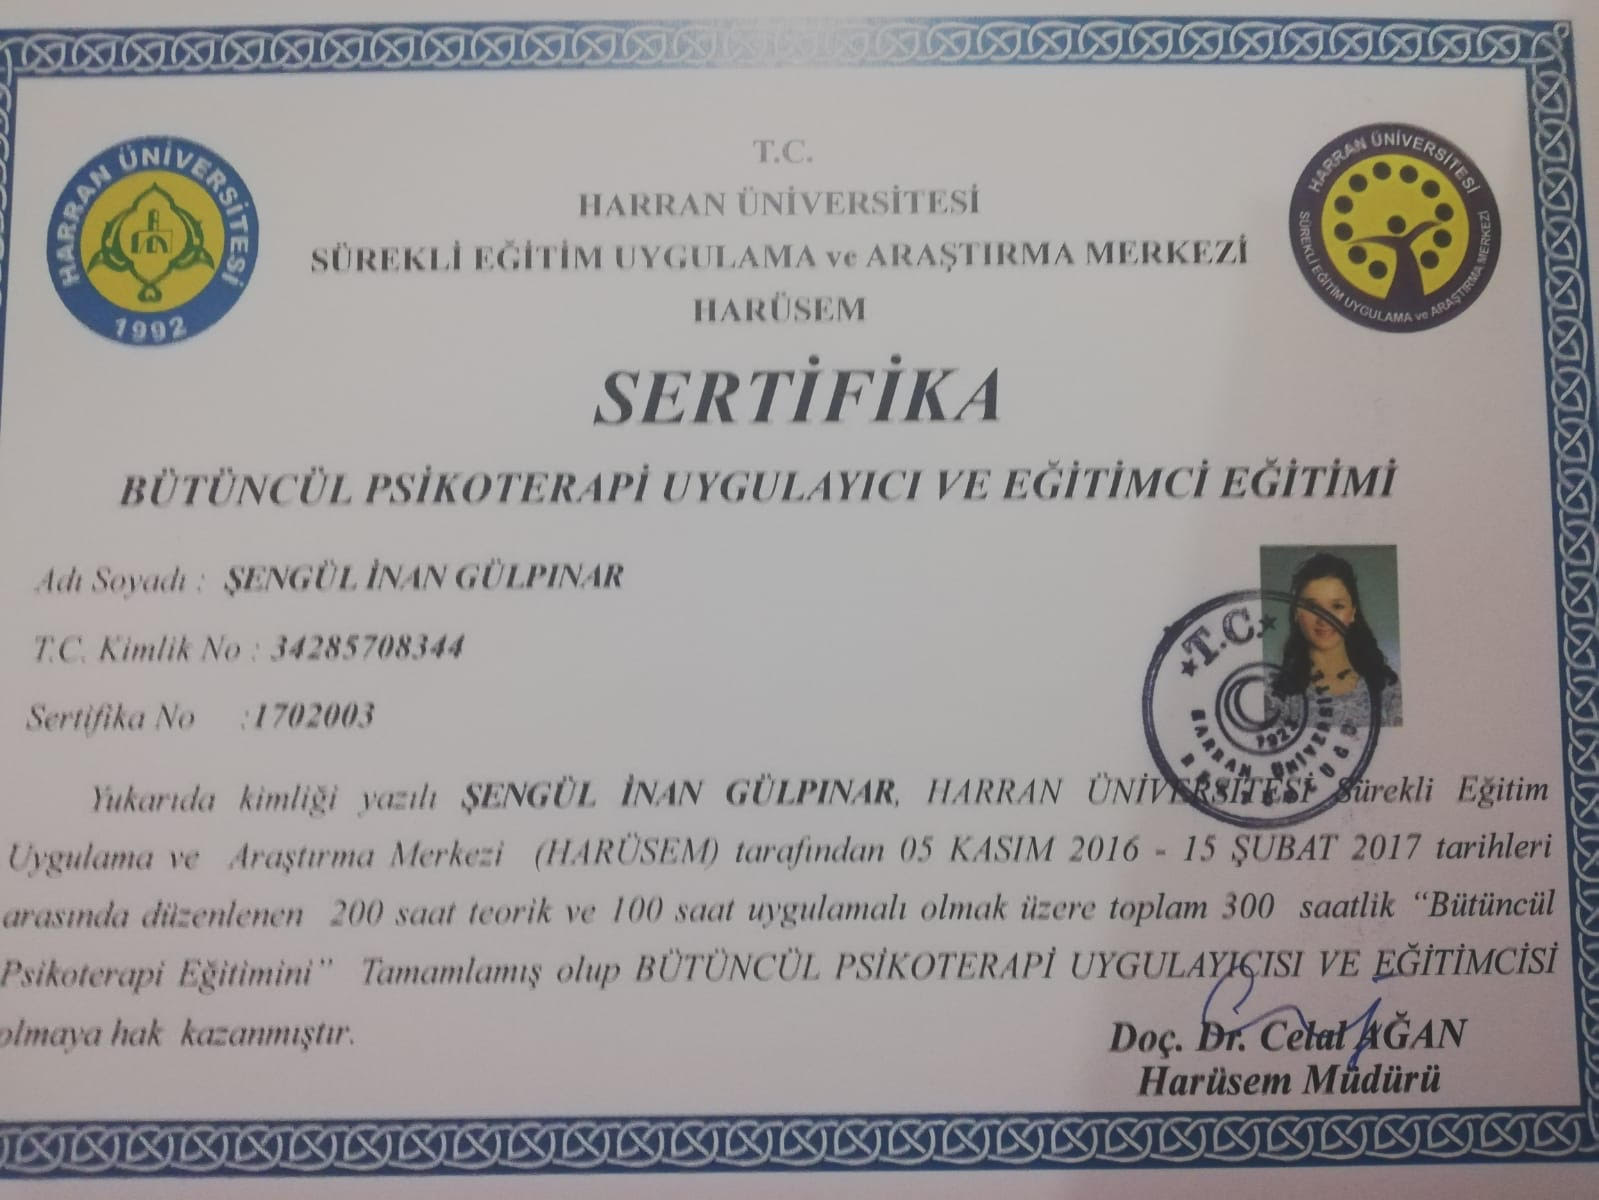 HARRAN ÜNİVERSİTESİ
1992
T.C.
HARRAN ÜNİVERSİTESİ
SÜREKLİ EĞİTİM UYGULAMA ve ARAŞTIRMA MERKEZİ
HARÜSEM
HARRAN ÜNİVERSİTESİ
SÜREKLİ EĞİTİM UYGULAMA ve ARAŞTIRMA MERKEZİ
SERTİFİKA
BÜTÜNCÜL PSİKOTERAPİ UYGULAYICI VE EĞİTİMCİ EĞİTİMİ
Adı Soyadı : ŞENGÜL İNAN GÜLPINAR
T.C. Kimlik No : 34285708344
Sertifika No :1702003
T.C.
HARRAN ÜNİVERSİTE
Yukarıda kimliği yazılı ŞENGÜL İNAN GÜLPINAR, HARRAN ÜNİVERSİTESİ Sürekli Eğitim
Uygulama ve Araştırma Merkezi (HARÜSEM) tarafından 05 KASIM 2016 - 15 ŞUBAT 2017 tarihleri
arasında düzenlenen 200 saat teorik ve 100 saat uygulamalı olmak üzere toplam 300 saatlik “Bütüncül
Psikoterapi Eğitimini” Tamamlamış olup BÜTÜNCÜL PSİKOTERAPİ UYGULAYICISI VE EĞİTİMCİSİ
olmaya hak kazanmıştır.
Doç. Dr. Celal AĞAN
Harüsem Müdürü